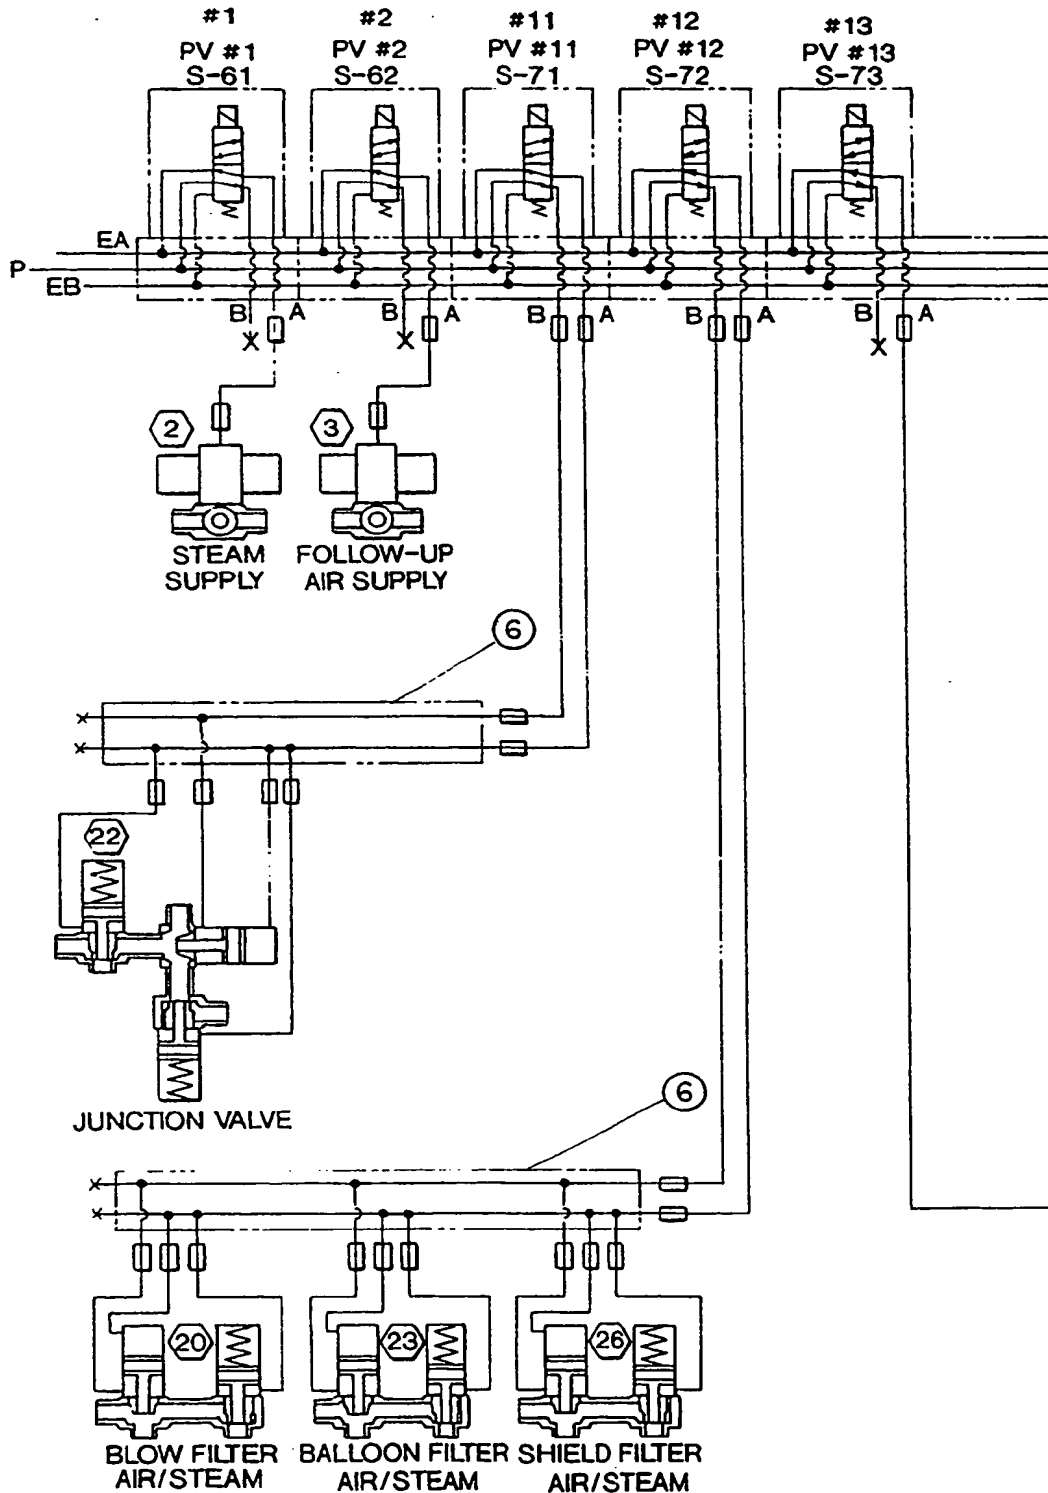 #1
PV #1
S-61
#2
PV #2
S-62
#11
PV #11
S-71
#12
PV #12
S-72
#13
PV #13
S-73
EA
P
EB
B A
B A
B A
B A
B A
2
3
STEAM
SUPPLY
FOLLOW-UP
AIR SUPPLY
6
22
JUNCTION VALVE
6
20
23
26
BLOW FILTER
AIR/STEAM
BALLOON FILTER
AIR/STEAM
SHIELD FILTER
AIR/STEAM